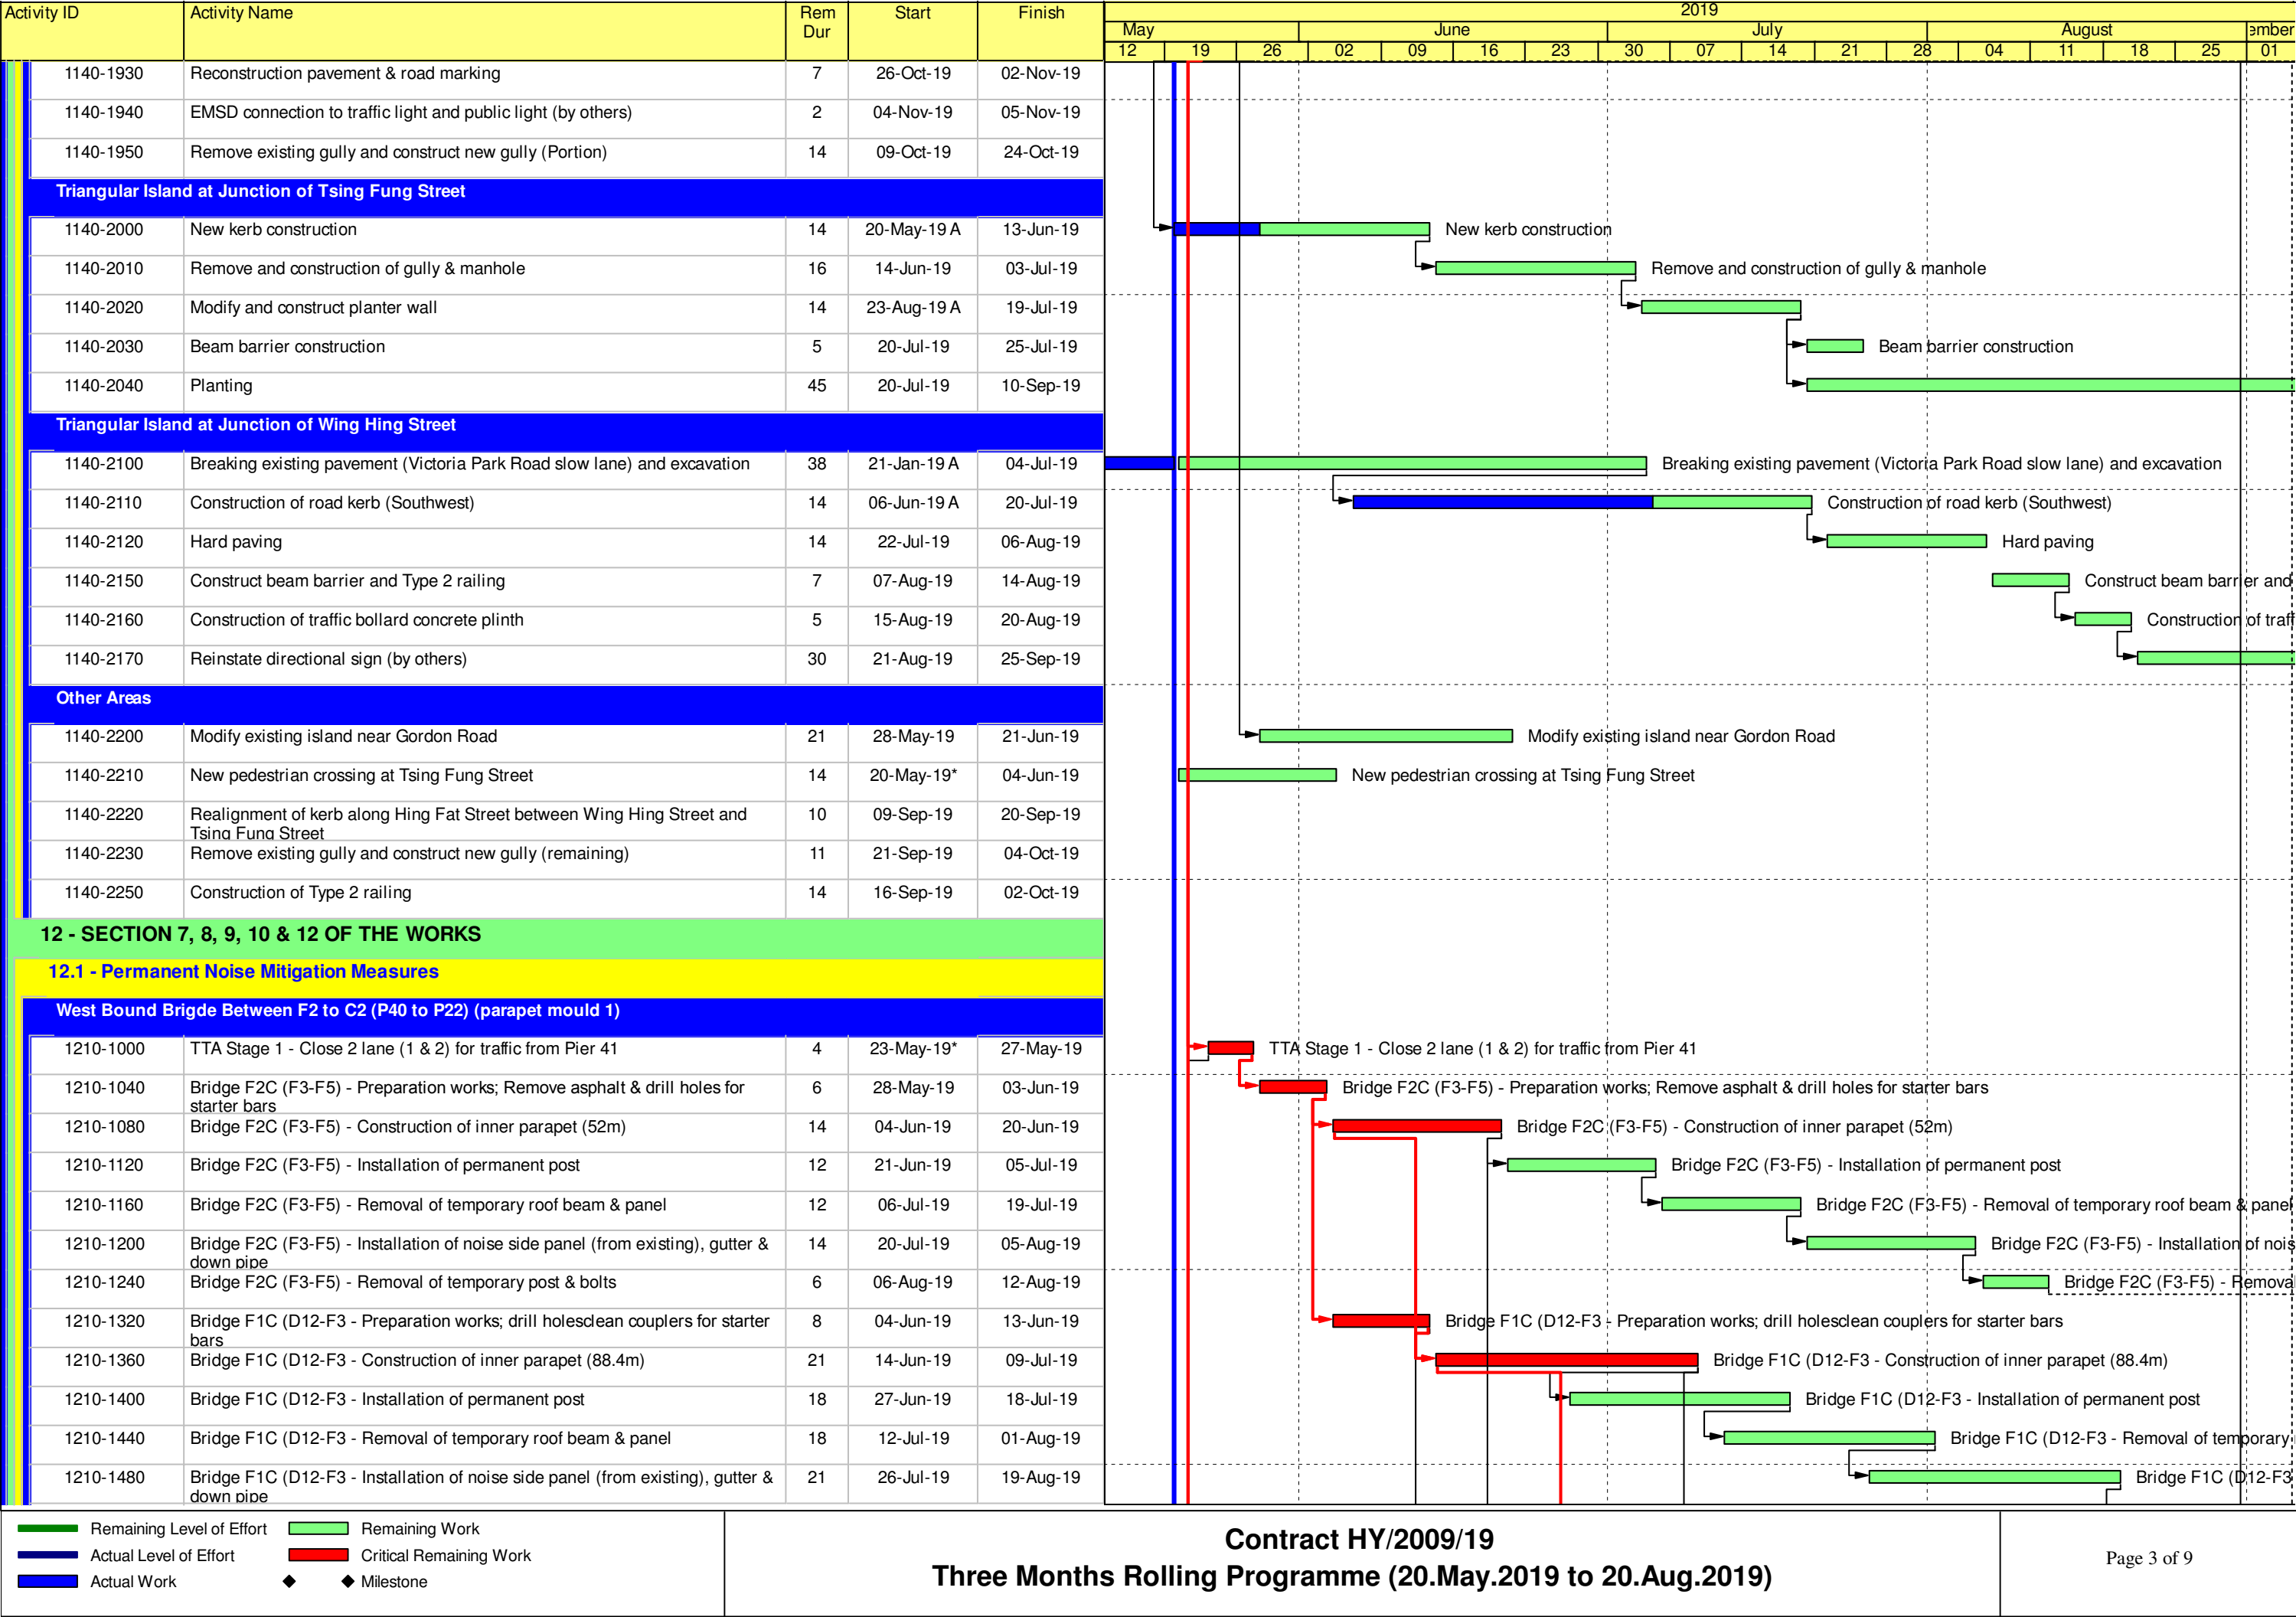 Activity ID Activity Name Rem Dur Start Finish 2019
May June July August ember
12 19 26 02 09 16 23 30 07 14 21 28 04 11 18 25 01
1140-1930 Reconstruction pavement & road marking 7 26-Oct-19 02-Nov-19
1140-1940 EMSD connection to traffic light and public light (by others) 2 04-Nov-19 05-Nov-19
1140-1950 Remove existing gully and construct new gully (Portion) 14 09-Oct-19 24-Oct-19
Triangular Island at Junction of Tsing Fung Street
1140-2000 New kerb construction 14 20-May-19 A 13-Jun-19 New kerb construction
1140-2010 Remove and construction of gully & manhole 16 14-Jun-19 03-Jul-19 Remove and construction of gully & manhole
1140-2020 Modify and construct planter wall 14 23-Aug-19 A 19-Jul-19
1140-2030 Beam barrier construction 5 20-Jul-19 25-Jul-19 Beam barrier construction
1140-2040 Planting 45 20-Jul-19 10-Sep-19
Triangular Island at Junction of Wing Hing Street
1140-2100 Breaking existing pavement (Victoria Park Road slow lane) and excavation 38 21-Jan-19 A 04-Jul-19 Breaking existing pavement (Victoria Park Road slow lane) and excavation
1140-2110 Construction of road kerb (Southwest) 14 06-Jun-19 A 20-Jul-19 Construction of road kerb (Southwest)
1140-2120 Hard paving 14 22-Jul-19 06-Aug-19 Hard paving
1140-2150 Construct beam barrier and Type 2 railing 7 07-Aug-19 14-Aug-19 Construct beam barrier and
1140-2160 Construction of traffic bollard concrete plinth 5 15-Aug-19 20-Aug-19 Construction of traff
1140-2170 Reinstate directional sign (by others) 30 21-Aug-19 25-Sep-19
Other Areas
1140-2200 Modify existing island near Gordon Road 21 28-May-19 21-Jun-19 Modify existing island near Gordon Road
1140-2210 New pedestrian crossing at Tsing Fung Street 14 20-May-19* 04-Jun-19 New pedestrian crossing at Tsing Fung Street
1140-2220 Realignment of kerb along Hing Fat Street between Wing Hing Street and 10 09-Sep-19 20-Sep-19
Tsing Fung Street
1140-2230 Remove existing gully and construct new gully (remaining) 11 21-Sep-19 04-Oct-19
1140-2250 Construction of Type 2 railing 14 16-Sep-19 02-Oct-19
12 - SECTION 7, 8, 9, 10 & 12 OF THE WORKS
12.1 - Permanent Noise Mitigation Measures
West Bound Brigde Between F2 to C2 (P40 to P22) (parapet mould 1)
1210-1000 TTA Stage 1 - Close 2 lane (1 & 2) for traffic from Pier 41 4 23-May-19* 27-May-19 TTA Stage 1 - Close 2 lane (1 & 2) for traffic from Pier 41
1210-1040 Bridge F2C (F3-F5) - Preparation works; Remove asphalt & drill holes for 6 28-May-19 03-Jun-19 Bridge F2C (F3-F5) - Preparation works; Remove asphalt & drill holes for starter bars
starter bars
1210-1080 Bridge F2C (F3-F5) - Construction of inner parapet (52m) 14 04-Jun-19 20-Jun-19 Bridge F2C (F3-F5) - Construction of inner parapet (52m)
1210-1120 Bridge F2C (F3-F5) - Installation of permanent post 12 21-Jun-19 05-Jul-19 Bridge F2C (F3-F5) - Installation of permanent post
1210-1160 Bridge F2C (F3-F5) - Removal of temporary roof beam & panel 12 06-Jul-19 19-Jul-19 Bridge F2C (F3-F5) - Removal of temporary roof beam & panel
1210-1200 Bridge F2C (F3-F5) - Installation of noise side panel (from existing), gutter & 14 20-Jul-19 05-Aug-19 Bridge F2C (F3-F5) - Installation of nois
down pipe
1210-1240 Bridge F2C (F3-F5) - Removal of temporary post & bolts 6 06-Aug-19 12-Aug-19 Bridge F2C (F3-F5) - Remova
1210-1320 Bridge F1C (D12-F3 - Preparation works; drill holesclean couplers for starter 8 04-Jun-19 13-Jun-19 Bridge F1C (D12-F3 - Preparation works; drill holesclean couplers for starter bars
bars
1210-1360 Bridge F1C (D12-F3 - Construction of inner parapet (88.4m) 21 14-Jun-19 09-Jul-19 Bridge F1C (D12-F3 - Construction of inner parapet (88.4m)
1210-1400 Bridge F1C (D12-F3 - Installation of permanent post 18 27-Jun-19 18-Jul-19 Bridge F1C (D12-F3 - Installation of permanent post
1210-1440 Bridge F1C (D12-F3 - Removal of temporary roof beam & panel 18 12-Jul-19 01-Aug-19 Bridge F1C (D12-F3 - Removal of temporary
1210-1480 Bridge F1C (D12-F3 - Installation of noise side panel (from existing), gutter & 21 26-Jul-19 19-Aug-19 Bridge F1C (D12-F3
down pipe
Remaining Level of Effort Remaining Work
Actual Level of Effort Critical Remaining Work
Actual Work Milestone
Contract HY/2009/19
Three Months Rolling Programme (20.May.2019 to 20.Aug.2019)
Page 3 of 9